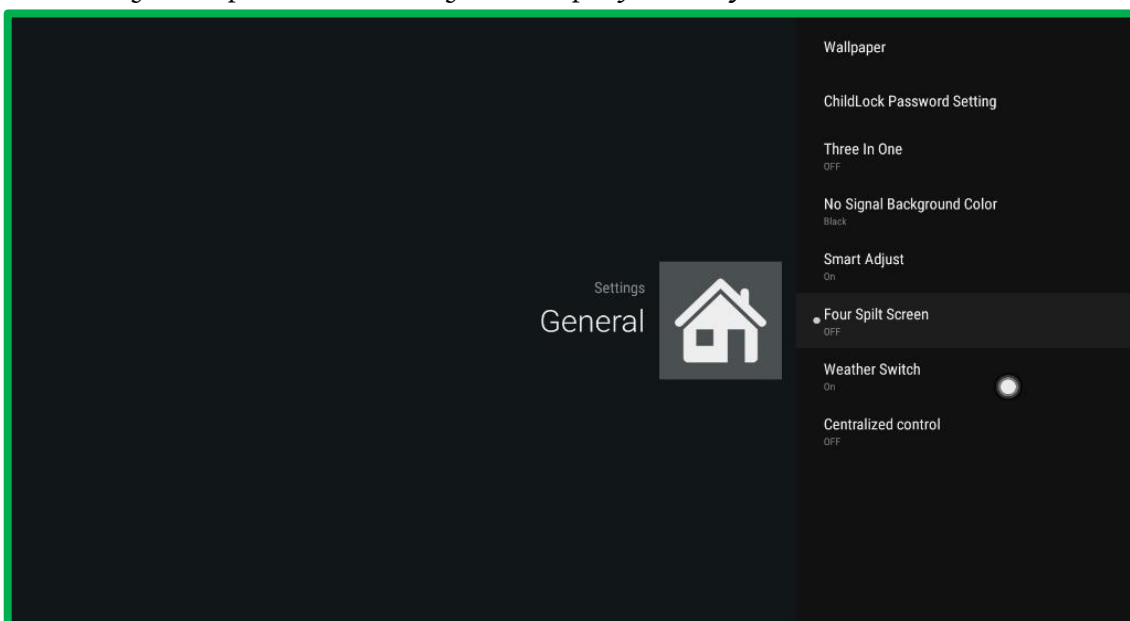 Settings
General
Wallpaper
ChildLock Password Setting
Three In One
OFF
No Signal Background Color
Black
Smart Adjust
On
Four Spilt Screen
OFF
Weather Switch
On
Centralized control
OFF